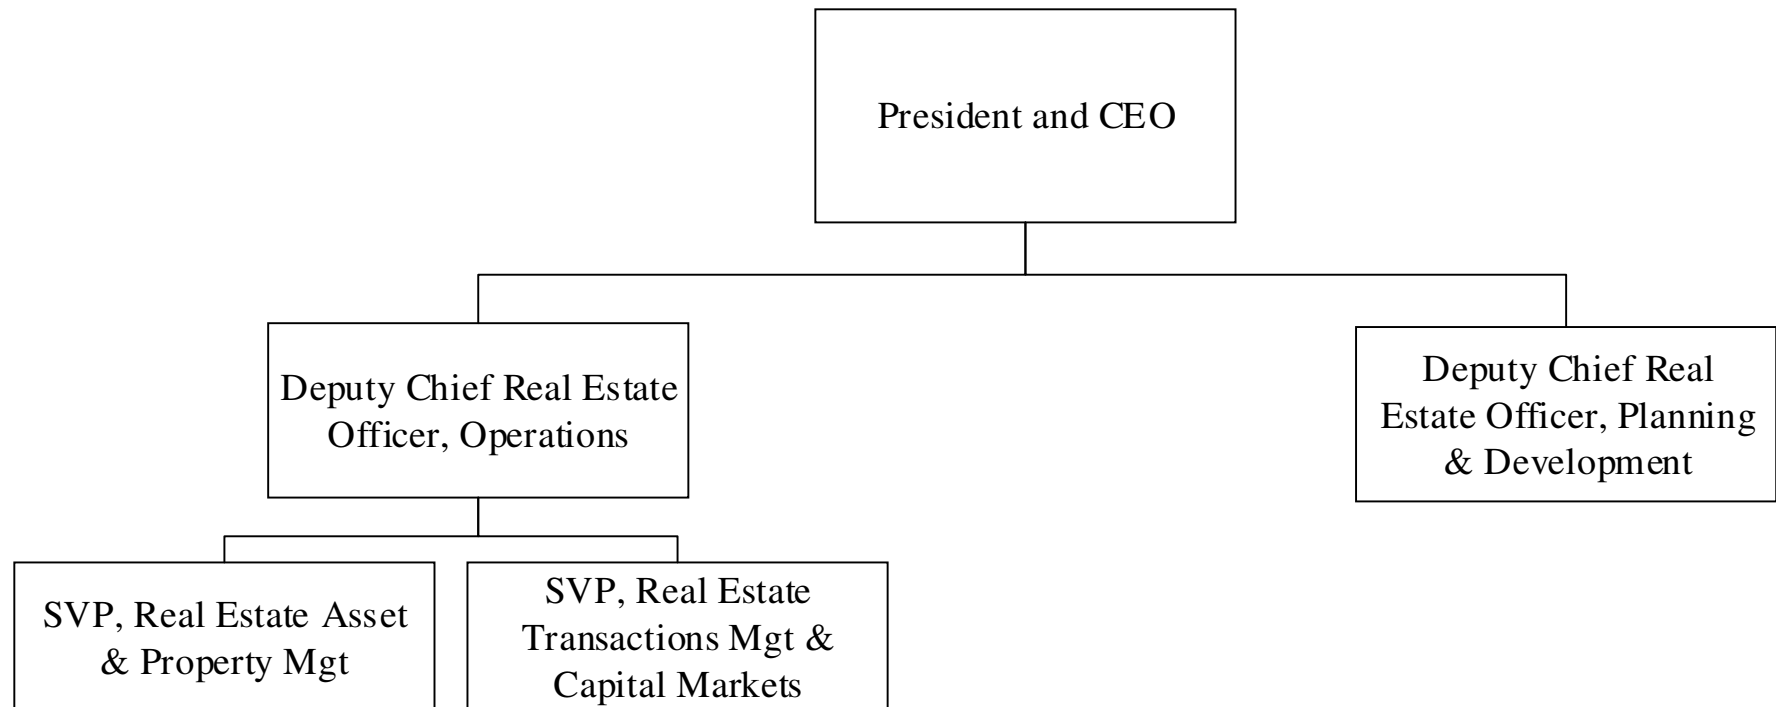 President and CEO
Deputy Chief Real Estate
Officer, Operations
Deputy Chief Real
Estate Officer, Planning
& Development
SVP, Real Estate Asset
& Property Mgt
SVP, Real Estate
Transactions Mgt &
Capital Markets